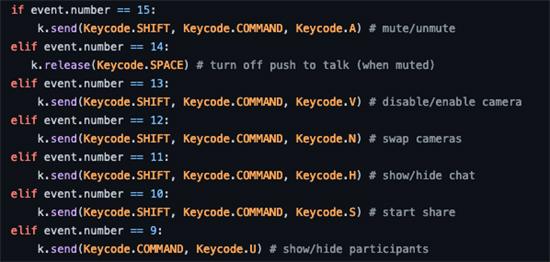 if event.number == 15:
k.send(Keycode.SHIFT, Keycode.COMMAND, Keycode.A) # mute/unmute
elif event.number == 14:
k.release(Keycode.SPACE) # turn off push to talk (when muted)
elif event.number == 13:
k.send(Keycode.SHIFT, Keycode.COMMAND, Keycode.V) # disable/enable camera
elif event.number == 12:
k.send(Keycode.SHIFT, Keycode.COMMAND, Keycode.N) # swap cameras
elif event.number == 11:
k.send(Keycode.SHIFT, Keycode.COMMAND, Keycode.H) # show/hide chat
elif event.number == 10:
k.send(Keycode.SHIFT, Keycode.COMMAND, Keycode.S) # start share
elif event.number == 9:
k.send(Keycode.COMMAND, Keycode.U) # show/hide participants